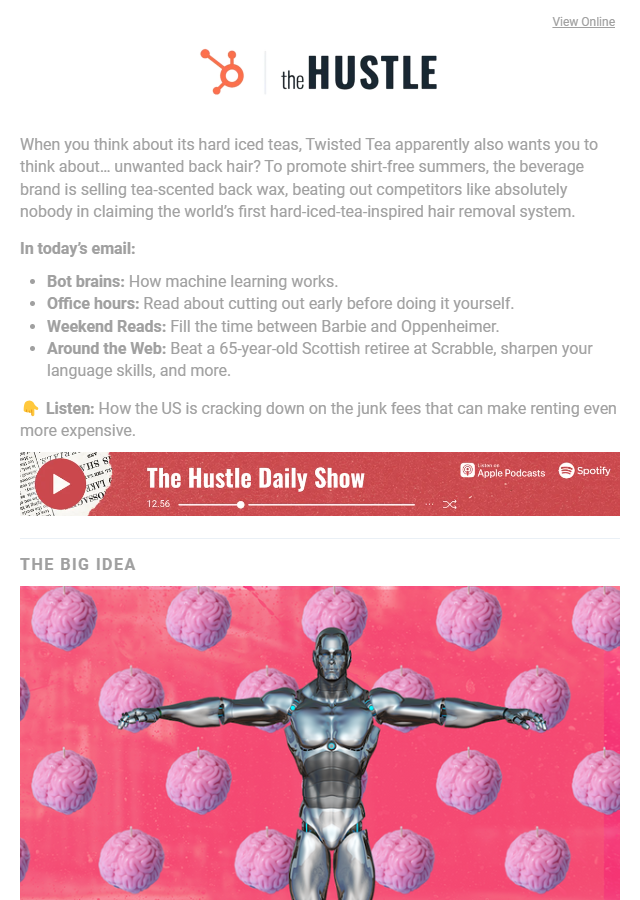 View Online
the HUSTLE
When you think about its hard iced teas, Twisted Tea apparently also wants you to
think about… unwanted back hair? To promote shirt-free summers, the beverage
brand is selling tea-scented back wax, beating out competitors like absolutely
nobody in claiming the world’s first hard-iced-tea-inspired hair removal system.
In today’s email:
• Bot brains: How machine learning works.
• Office hours: Read about cutting out early before doing it yourself.
• Weekend Reads: Fill the time between Barbie and Oppenheimer.
• Around the Web: Beat a 65-year-old Scottish retiree at Scrabble, sharpen your
language skills, and more.
👇 Listen: How the US is cracking down on the junk fees that can make renting even
more expensive.
The Hustle Daily Show
Listen on
Apple Podcasts
Spotify
12:56
THE BIG IDEA